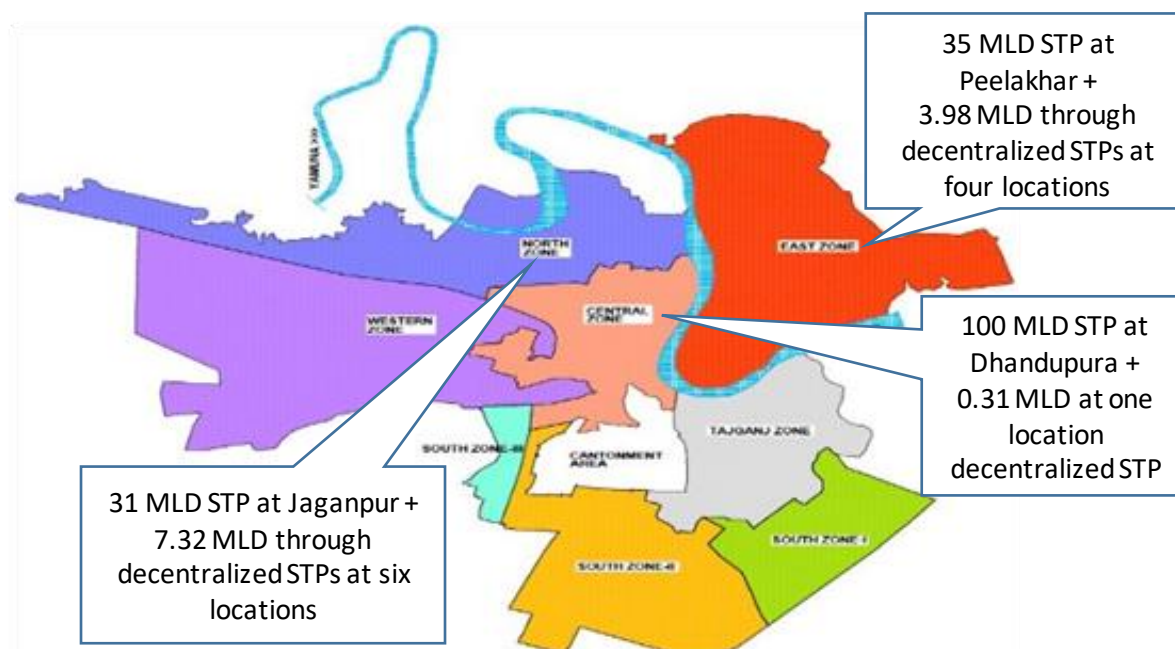 35 MLD STP at
Peelakhar +
3.98 MLD through
decentralized STPs at
four locations
YAMUNA >>>
NORTH
ZONE
EAST ZONE
WESTERN
ZONE
CENTRAL
ZONE
100 MLD STP at
Dhandupura +
0.31 MLD at one
location
decentralized STP
TAJGANJ ZONE
SOUTH ZONE-III
CANTONMENT
AREA
31 MLD STP at Jaganpur +
7.32 MLD through
decentralized STPs at six
locations
SOUTH ZONE-I
SOUTH ZONE-II